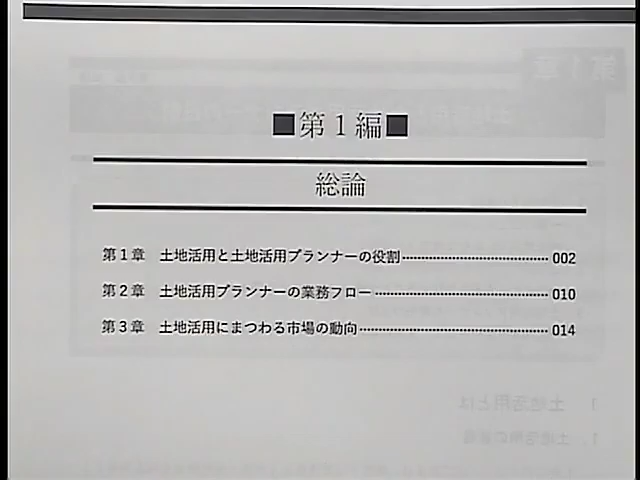 ■第１編■
総論
第１章　土地活用と土地活用プランナーの役割 002
第２章　土地活用プランナーの業務フロー 010
第３章　土地活用にまつわる市場の動向 014